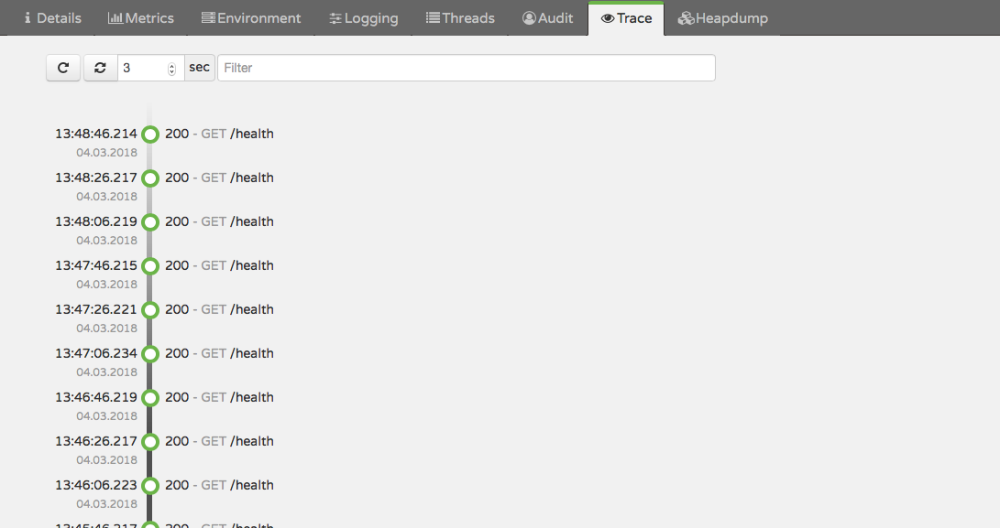 Details Metrics Environment Logging Threads Audit Trace Heapdump
3 sec Filter
13:48:46.214 200 - GET /health
04.03.2018
13:48:26.217 200 - GET /health
04.03.2018
13:48:06.219 200 - GET /health
04.03.2018
13:47:46.215 200 - GET /health
04.03.2018
13:47:26.221 200 - GET /health
04.03.2018
13:47:06.234 200 - GET /health
04.03.2018
13:46:46.219 200 - GET /health
04.03.2018
13:46:26.217 200 - GET /health
04.03.2018
13:46:06.223 200 - GET /health
04.03.2018
13:45:46.217 200 - GET /health